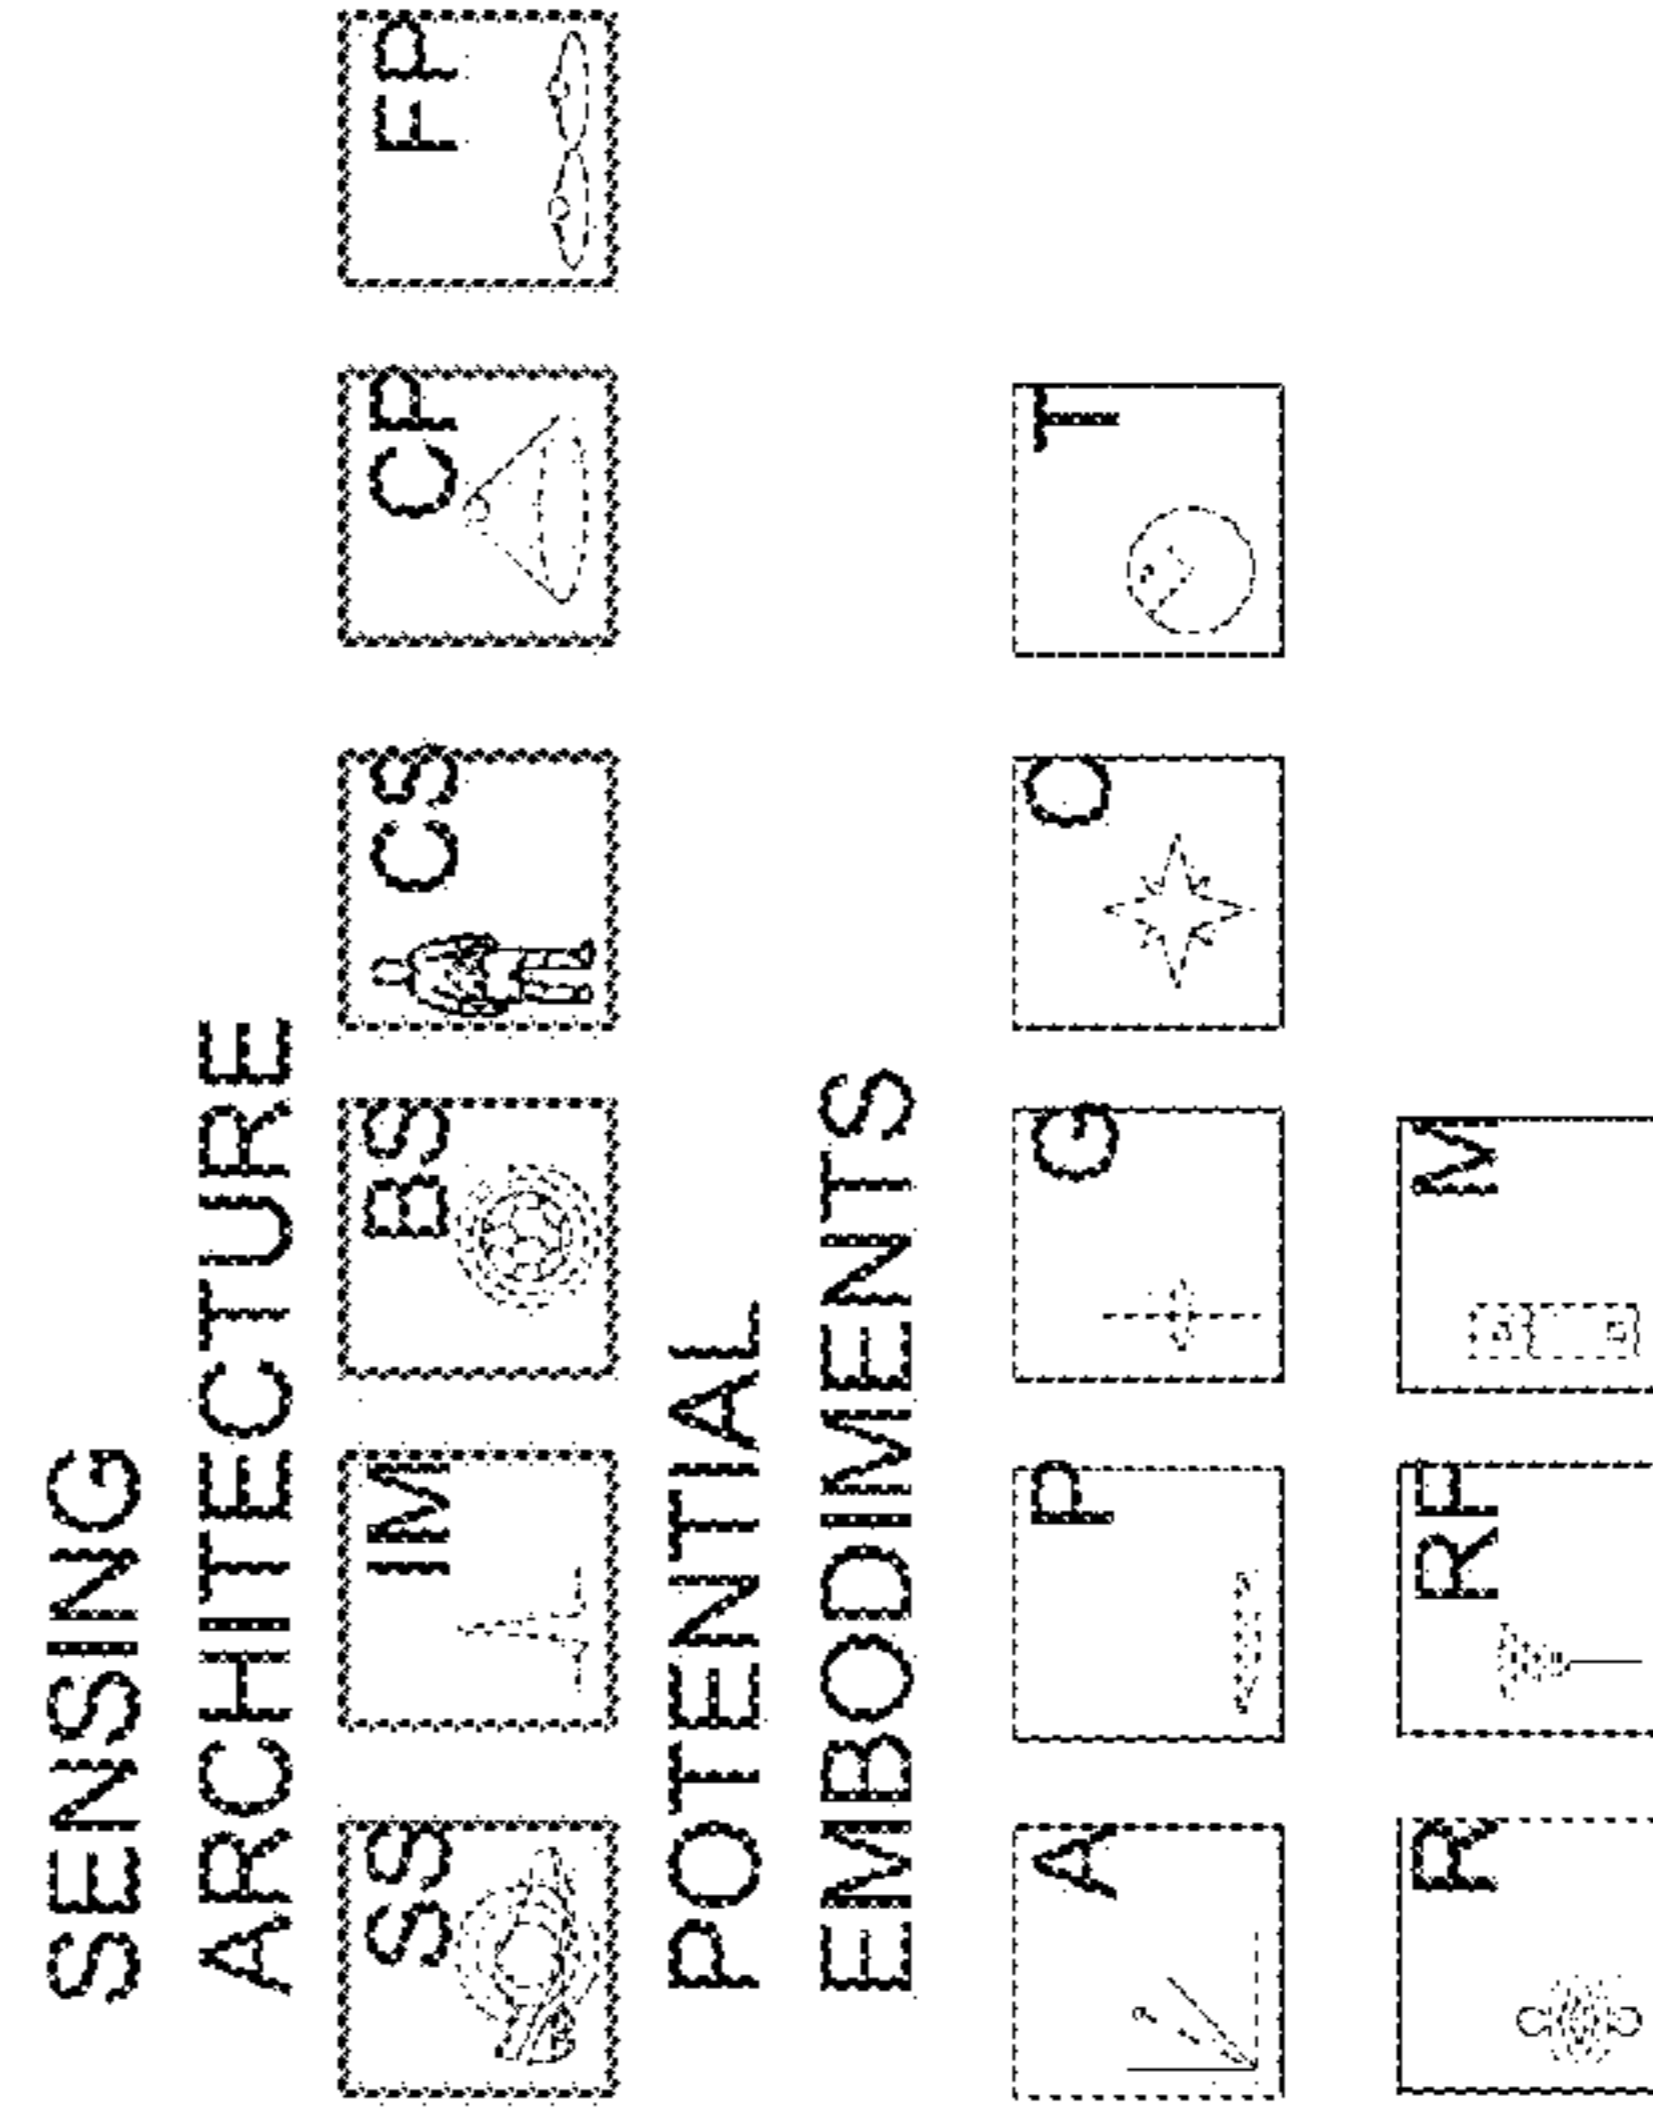 SENSING
ARCHITECTURE
SS IM BS CS CP FP
POTENTIAL
EMBODIMENTS
A P G O T
R RF M